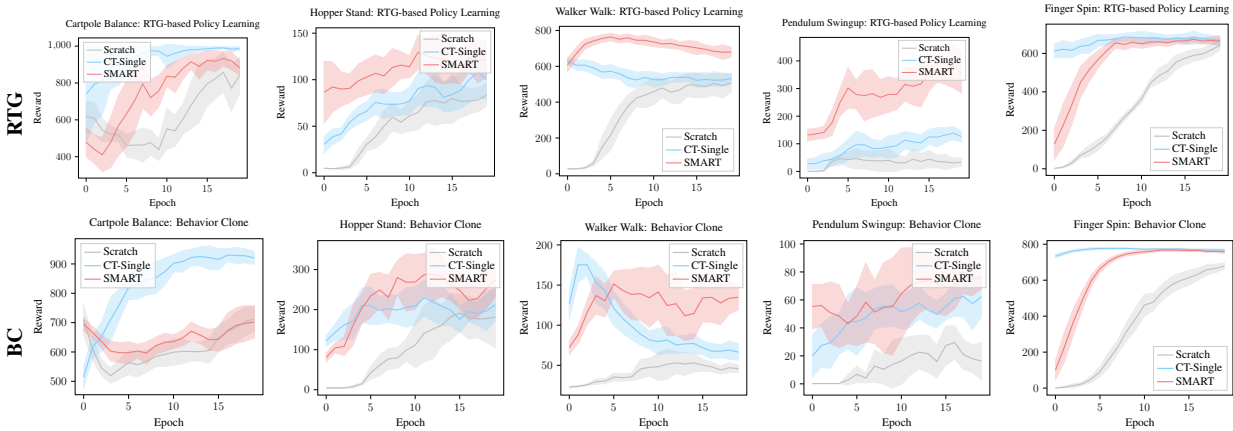 RTG
Cartpole Balance: RTG-based Policy Learning
1,000
800
600
400
Reward
0 5 10 15
Epoch
Scratch
CT-Single
SMART
Hopper Stand: RTG-based Policy Learning
150
100
50
0
Reward
0 5 10 15
Epoch
Scratch
CT-Single
SMART
Walker Walk: RTG-based Policy Learning
800
600
400
200
0
Reward
0 5 10 15
Epoch
Scratch
CT-Single
SMART
Pendulum Swingup: RTG-based Policy Learning
400
300
200
100
0
Reward
0 5 10 15
Epoch
Scratch
CT-Single
SMART
Finger Spin: RTG-based Policy Learning
600
400
200
0
Reward
0 5 10 15
Epoch
Scratch
CT-Single
SMART
BC
Cartpole Balance: Behavior Clone
900
800
700
600
500
Reward
0 5 10 15
Epoch
Scratch
CT-Single
SMART
Hopper Stand: Behavior Clone
300
200
100
0
Reward
0 5 10 15
Epoch
Scratch
CT-Single
SMART
Walker Walk: Behavior Clone
200
150
100
50
Reward
0 5 10 15
Epoch
Scratch
CT-Single
SMART
Pendulum Swingup: Behavior Clone
100
80
60
40
20
0
Reward
0 5 10 15
Epoch
Scratch
CT-Single
SMART
Finger Spin: Behavior Clone
800
600
400
200
0
Reward
0 5 10 15
Epoch
Scratch
CT-Single
SMART